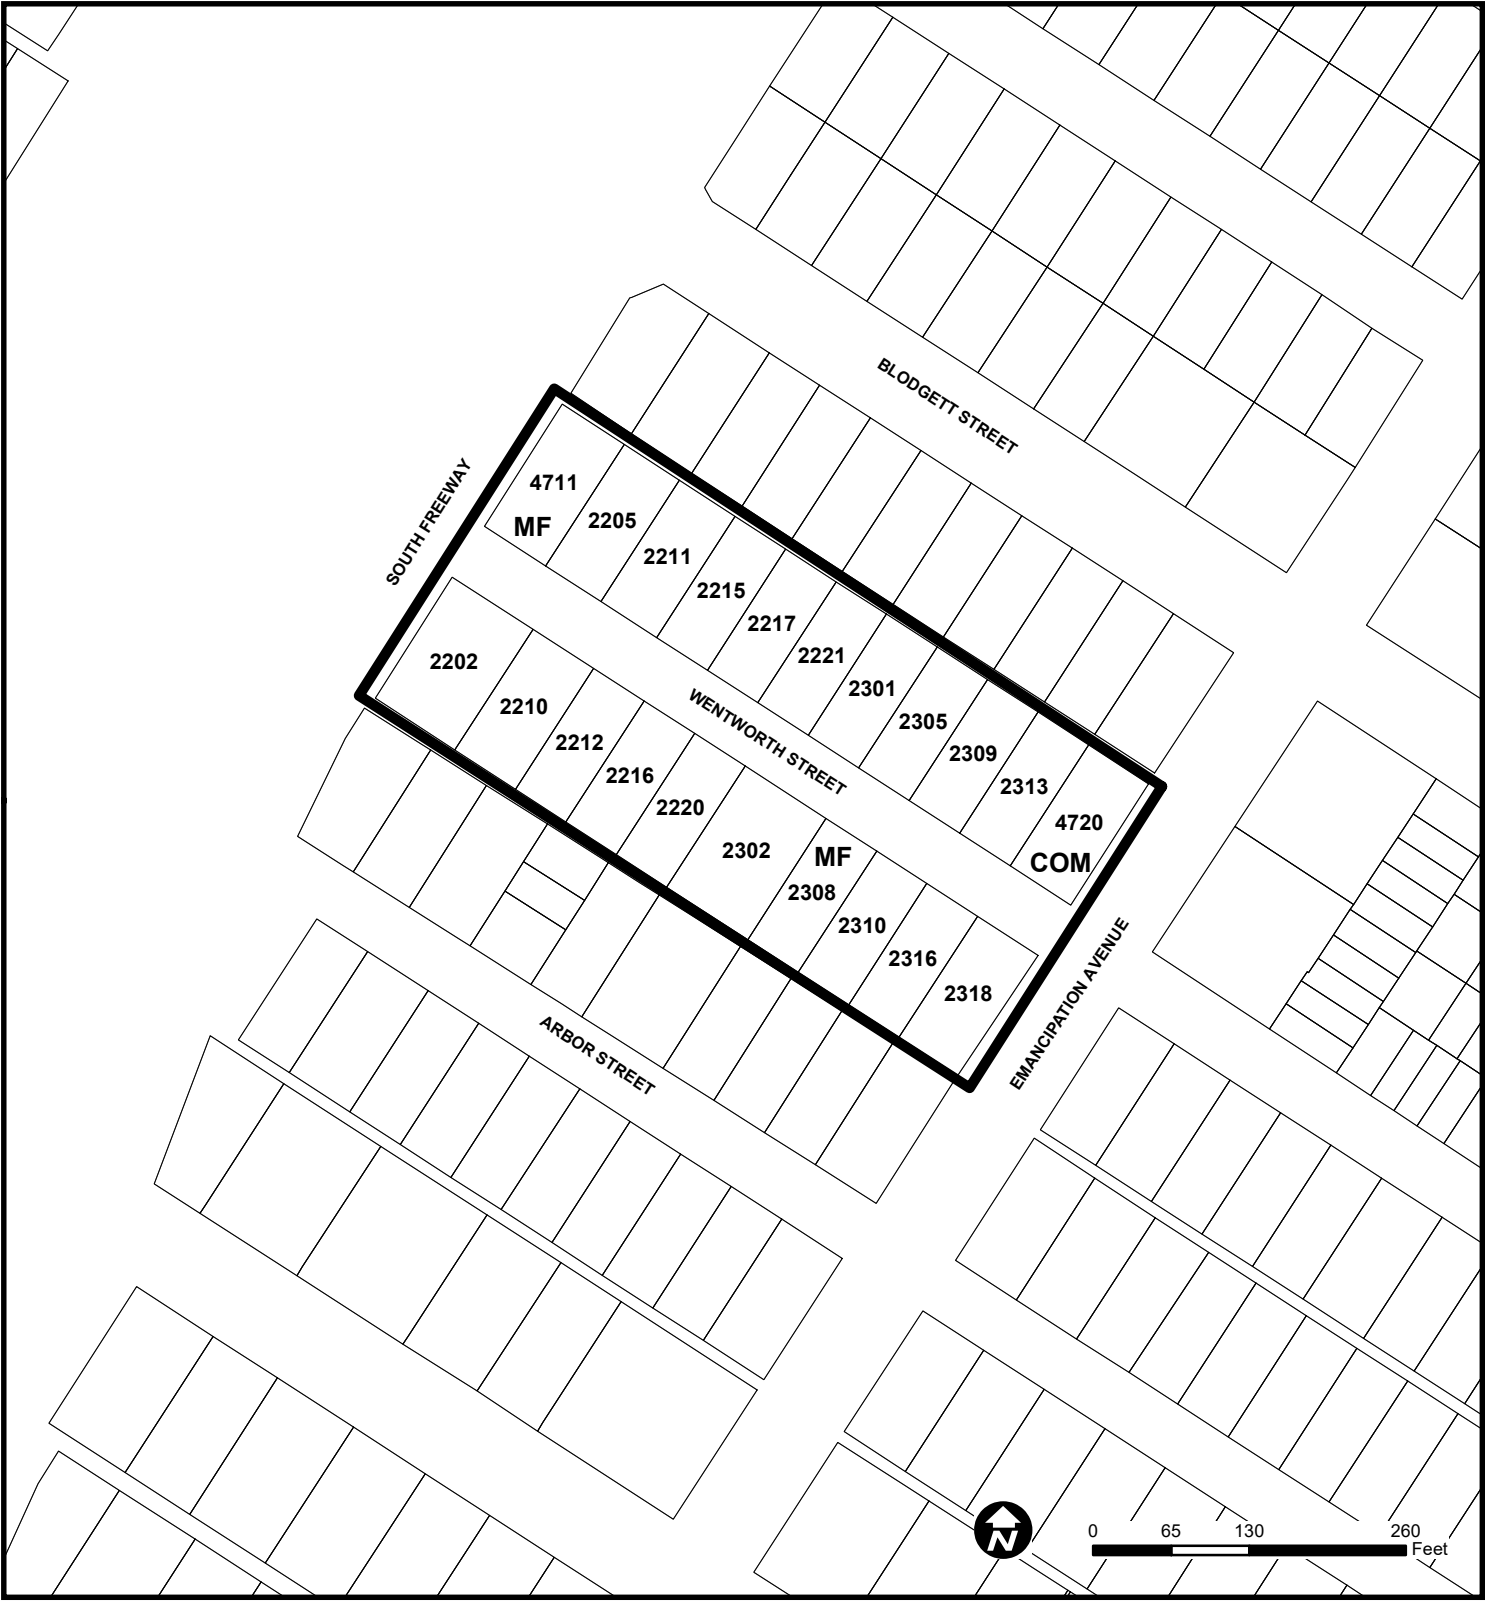 BLODGETT STREET
SOUTH FREEWAY
4711
MF
2205
2211
2215
2217
2221
2301
2305
2309
2313
4720
COM
WENTWORTH STREET
2202
2210
2212
2216
2220
2302
MF
2308
2310
2316
2318
EMANCIPATION AVENUE
ARBOR STREET
N
0 65 130 260
Feet